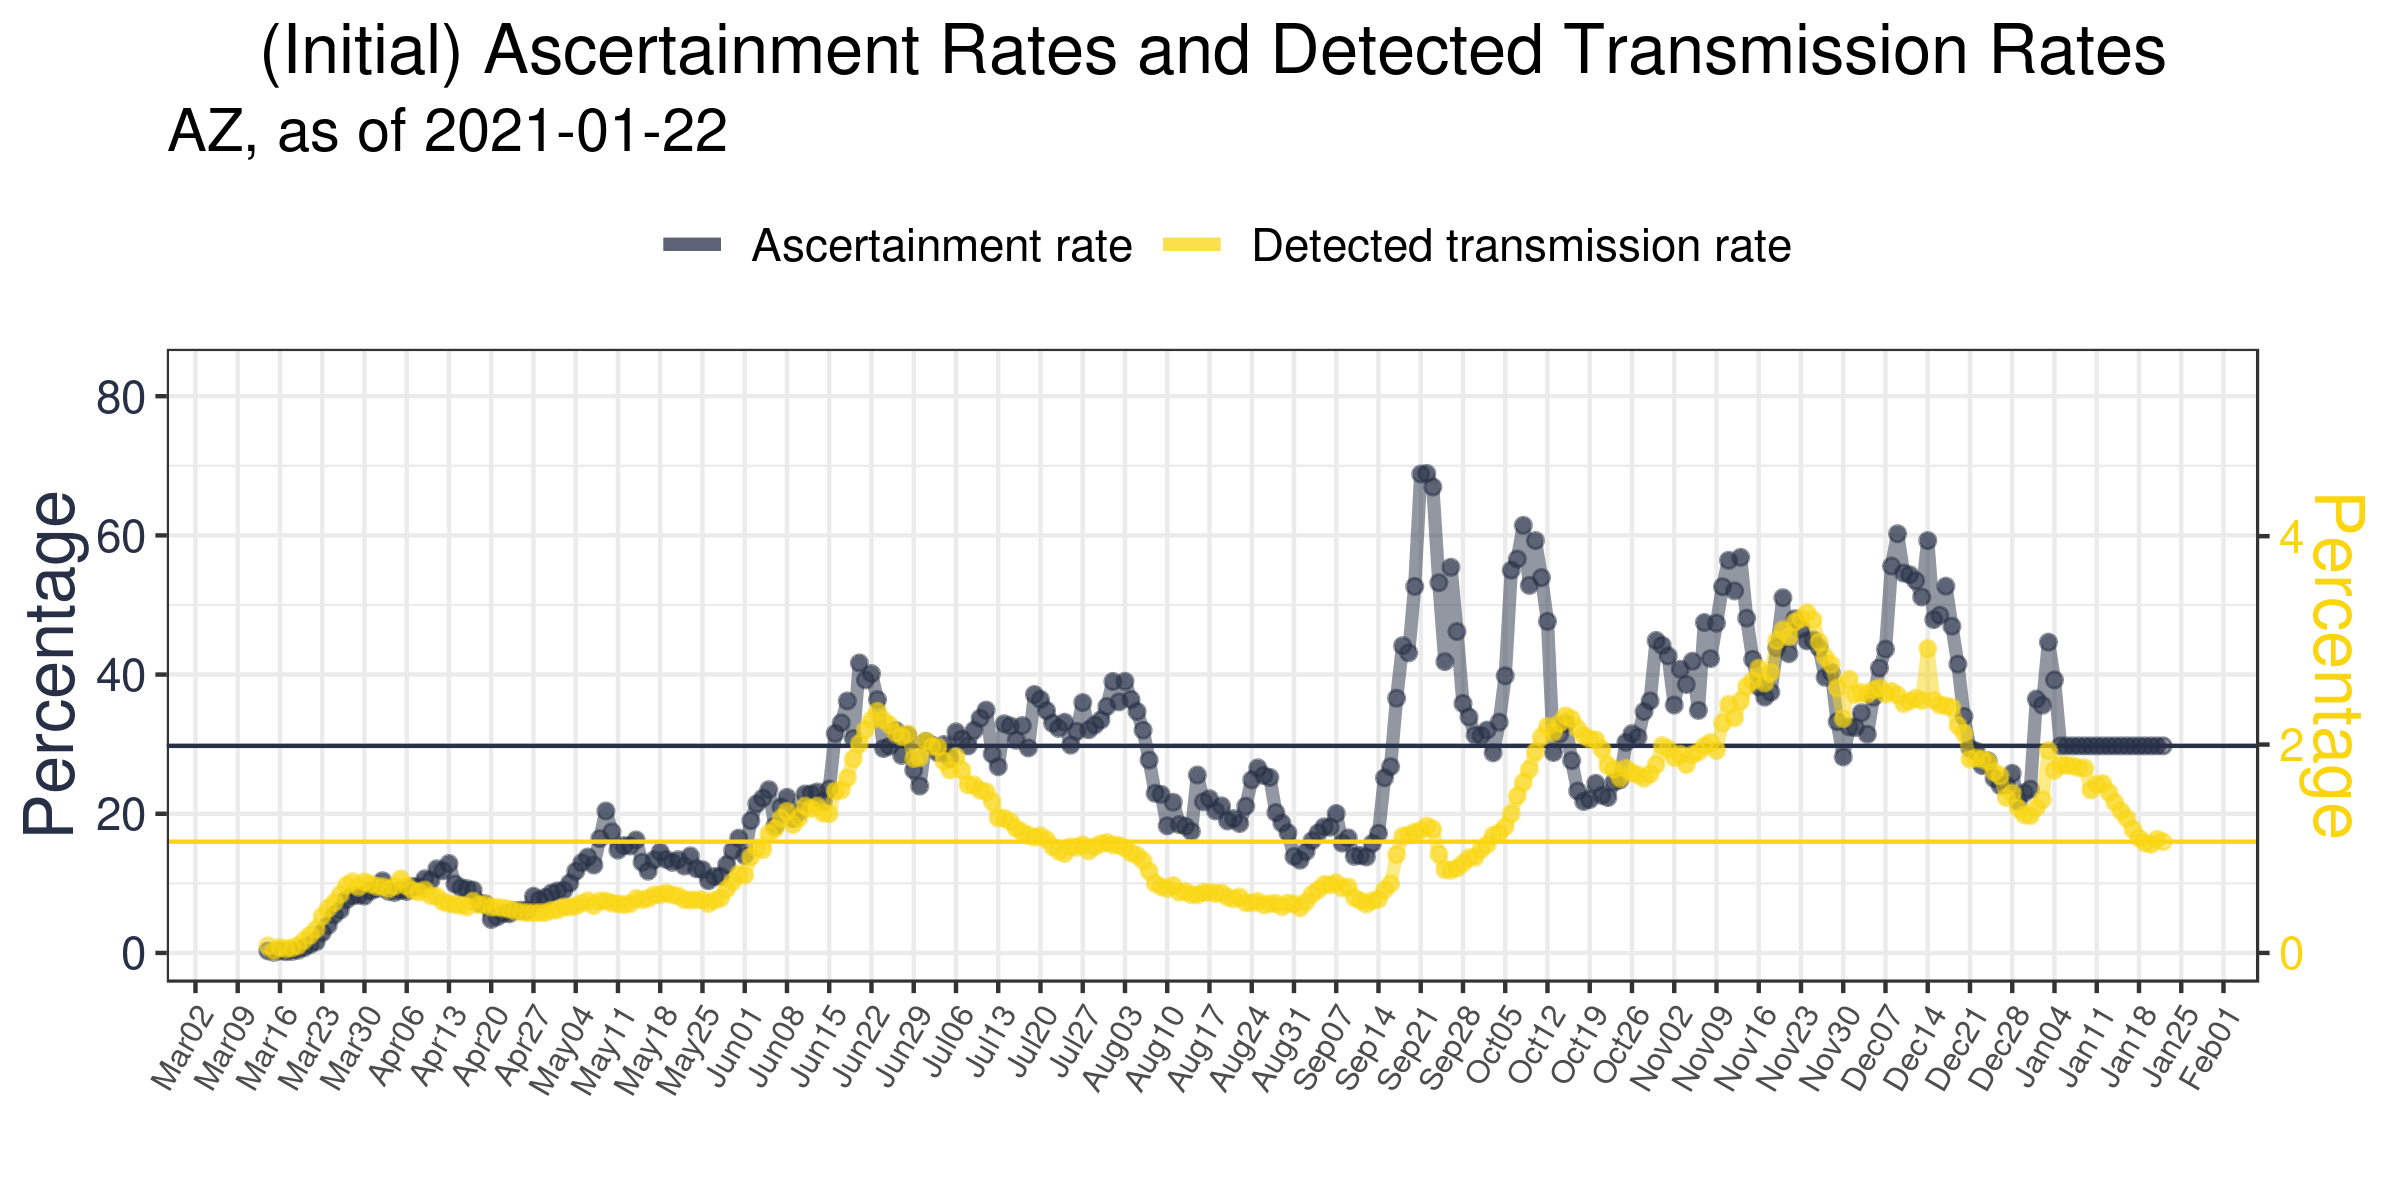 (Initial) Ascertainment Rates and Detected Transmission Rates
AZ, as of 2021-01-22
Ascertainment rate Detected transmission rate
Percentage
80
60
40
20
0
4
2
0
Percentage
Mar02 Mar09 Mar16 Mar23 Mar30 Apr06 Apr13 Apr20 Apr27 May04 May11 May18 May25 Jun01 Jun08 Jun15 Jun22 Jun29 Jul06 Jul13 Jul20 Jul27 Aug03 Aug10 Aug17 Aug24 Aug31 Sep07 Sep14 Sep21 Sep28 Oct05 Oct12 Oct19 Oct26 Nov02 Nov09 Nov16 Nov23 Nov30 Dec07 Dec14 Dec21 Dec28 Jan04 Jan11 Jan18 Jan25 Feb01